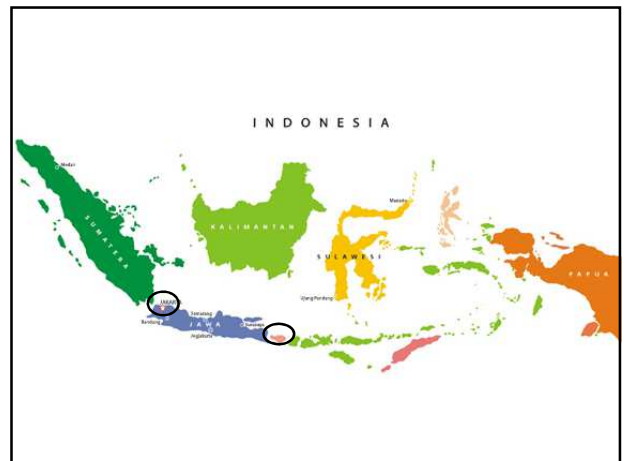 INDONESIA
Medan
SUMATERA
KALIMANTAN
Manado
SULAWESI
PAPUA
Ujung Pandang
JAKARTA
Semarang
Bandung
JAWA
Surabaya
Jogjakarta